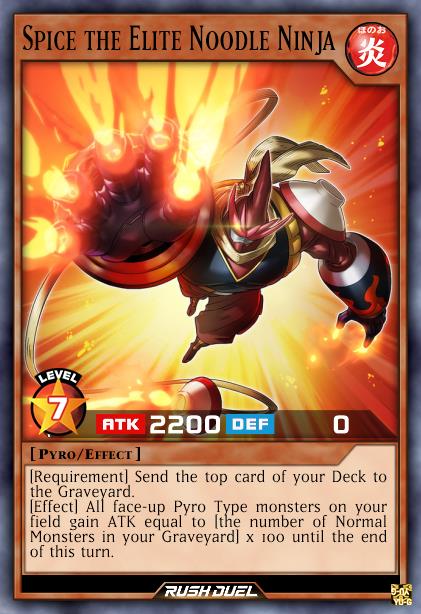 Spice the Elite Noodle Ninja
ほのお
炎
LEVEL
7
ATK 2200 DEF 0
[Pyro/Effect]
[Requirement] Send the top card of your Deck to
the Graveyard.
[Effect] All face-up Pyro Type monsters on your
field gain ATK equal to [the number of Normal
Monsters in your Graveyard] x 100 until the end
of this turn.
RUSH DUEL